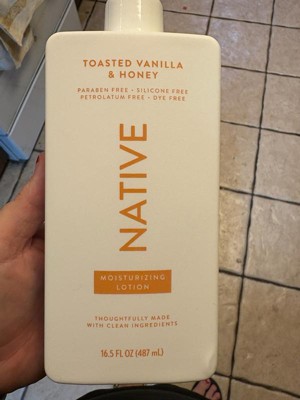 TOASTED VANILLA
& HONEY
PARABEN FREE • SILICONE FREE
PETROLATUM FREE • DYE FREE
NATIVE
MOISTURIZING
LOTION
THOUGHTFULLY MADE
WITH CLEAN INGREDIENTS
16.5 FL OZ (487 mL)